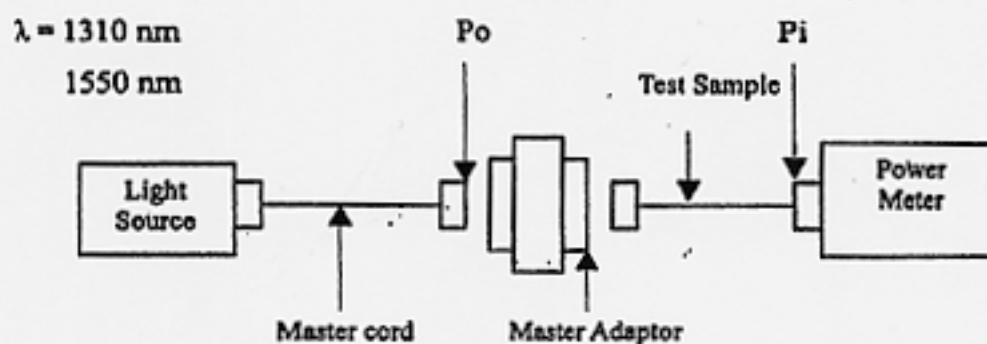 λ = 1310 nm
1550 nm
Po
Pi
Test Sample
Light
Source
Power
Meter
Master cord
Master Adaptor